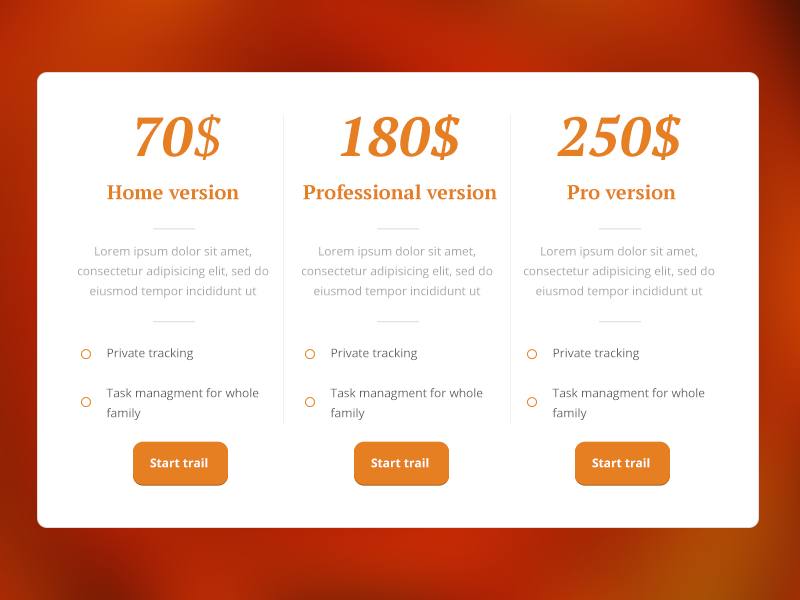 70$
Home version
Lorem ipsum dolor sit amet,
consectetur adipisicing elit, sed do
eiusmod tempor incididunt ut
Private tracking
Task managment for whole
family
Start trail
180$
Professional version
Lorem ipsum dolor sit amet,
consectetur adipisicing elit, sed do
eiusmod tempor incididunt ut
Private tracking
Task managment for whole
family
Start trail
250$
Pro version
Lorem ipsum dolor sit amet,
consectetur adipisicing elit, sed do
eiusmod tempor incididunt ut
Private tracking
Task managment for whole
family
Start trail